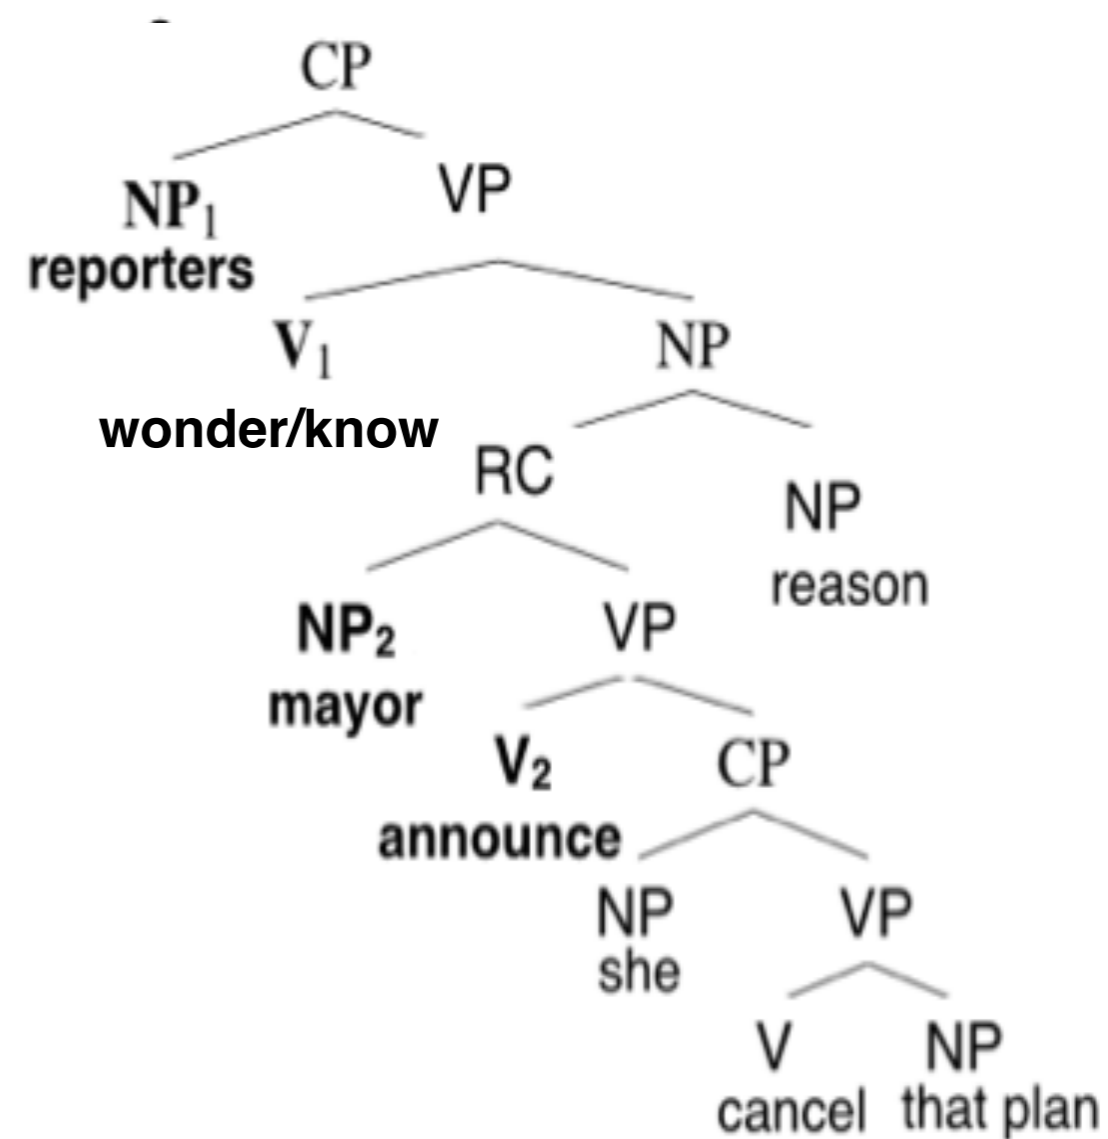 CP
NP1 VP
reporters
V1 NP
wonder/know
RC NP
reason
NP2 VP
mayor
V2 CP
announce
NP VP
she
V NP
cancel that plan